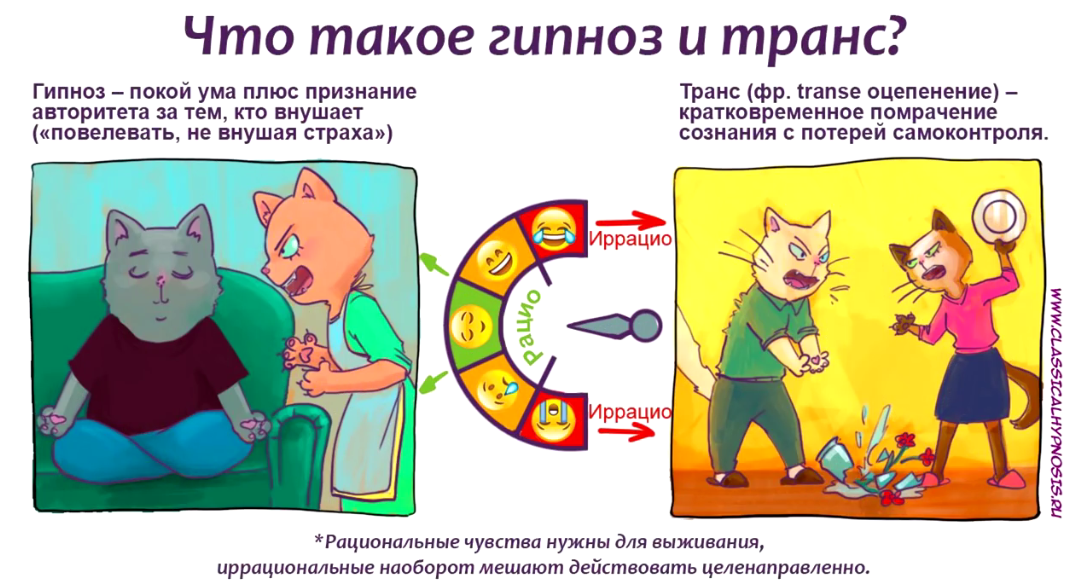 Что такое гипноз и транс?
Гипноз – покой ума плюс признание
авторитета за тем, кто внушает
(«повелевать, не внушая страха»)
Транс (фр. transe оцепенение) –
кратковременное помрачение
сознания с потерей самоконтроля.
Иррацио
Рацио
Иррацио
WWW.CLASSICALHYPNOSIS.RU
*Рациональные чувства нужны для выживания,
иррациональные наоборот мешают действовать целенаправленно.